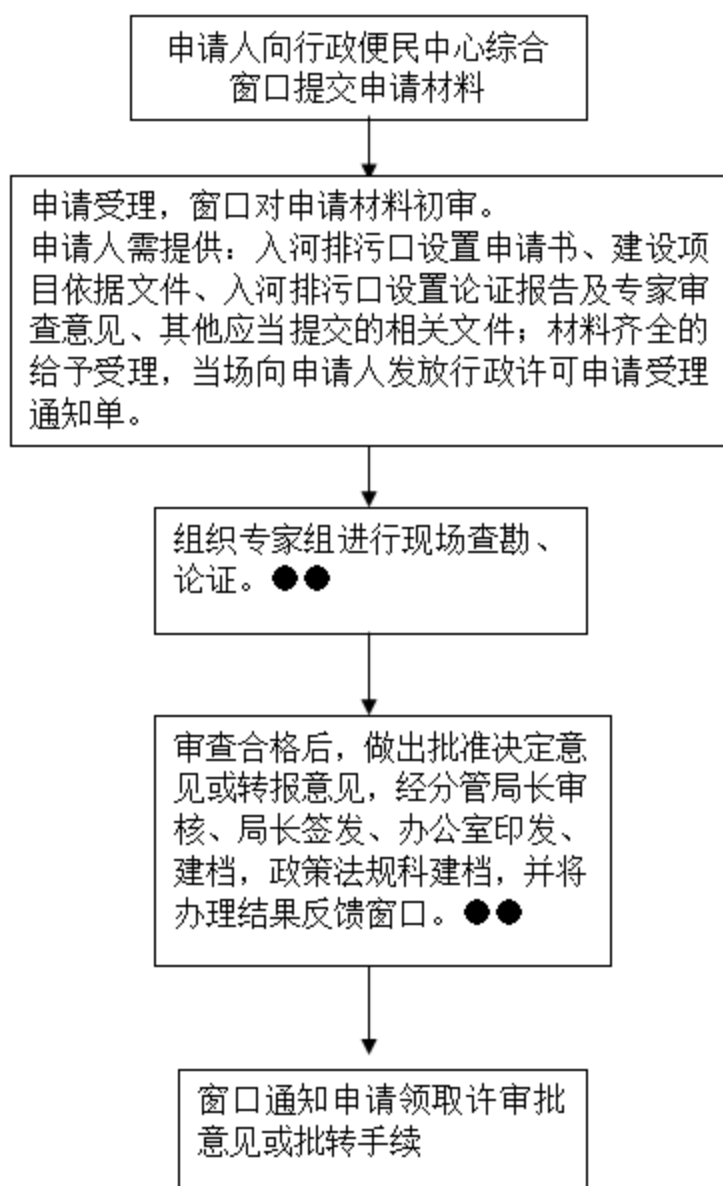 申请人向行政便民中心综合
窗口提交申请材料
申请受理，窗口对申请材料初审。
申请人需提供：入河排污口设置申请书、建设项
目依据文件、入河排污口设置论证报告及专家审
查意见、其他应当提交的相关文件；材料齐全的
给予受理，当场向申请人发放行政许可申请受理
通知单。
组织专家组进行现场查勘、
论证。●●
审查合格后，做出批准决定意
见或转报意见，经分管局长审
核、局长签发、办公室印发、
建档，政策法规科建档，并将
办理结果反馈窗口。●●
窗口通知申请领取许审批
意见或批转手续